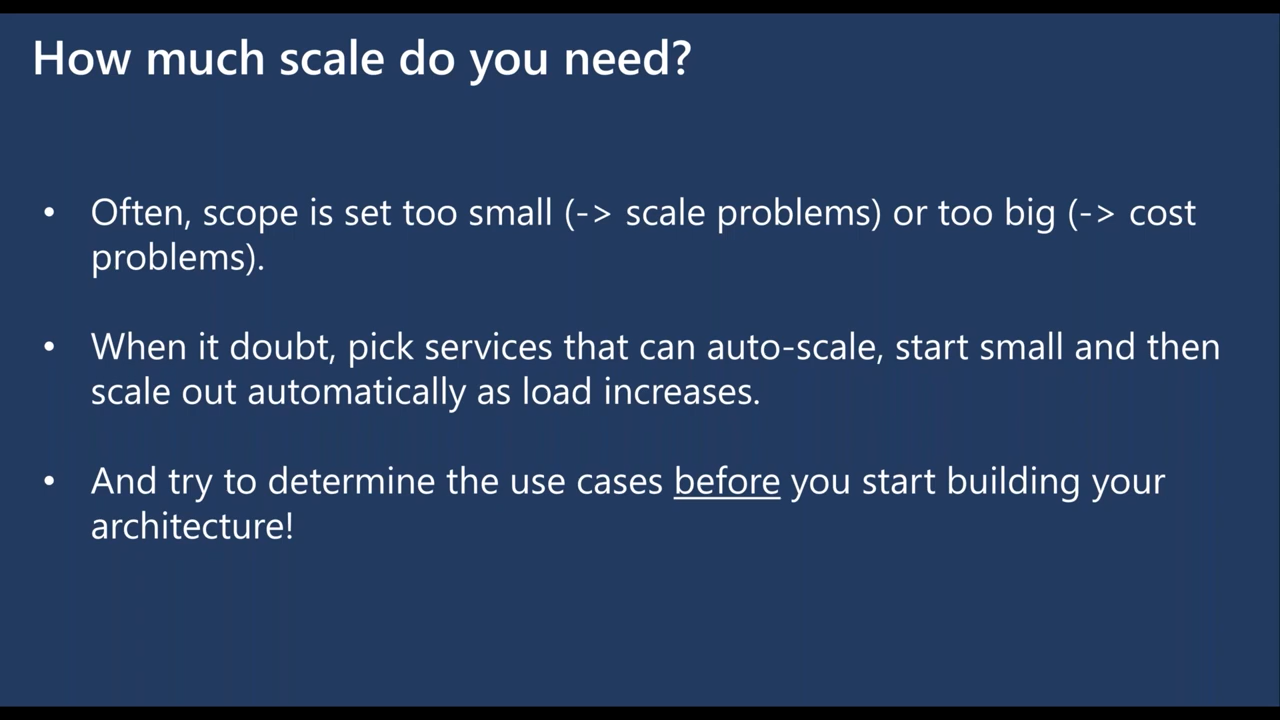 How much scale do you need?
• Often, scope is set too small (-> scale problems) or too big (-> cost
problems).
• When it doubt, pick services that can auto-scale, start small and then
scale out automatically as load increases.
• And try to determine the use cases before you start building your
architecture!